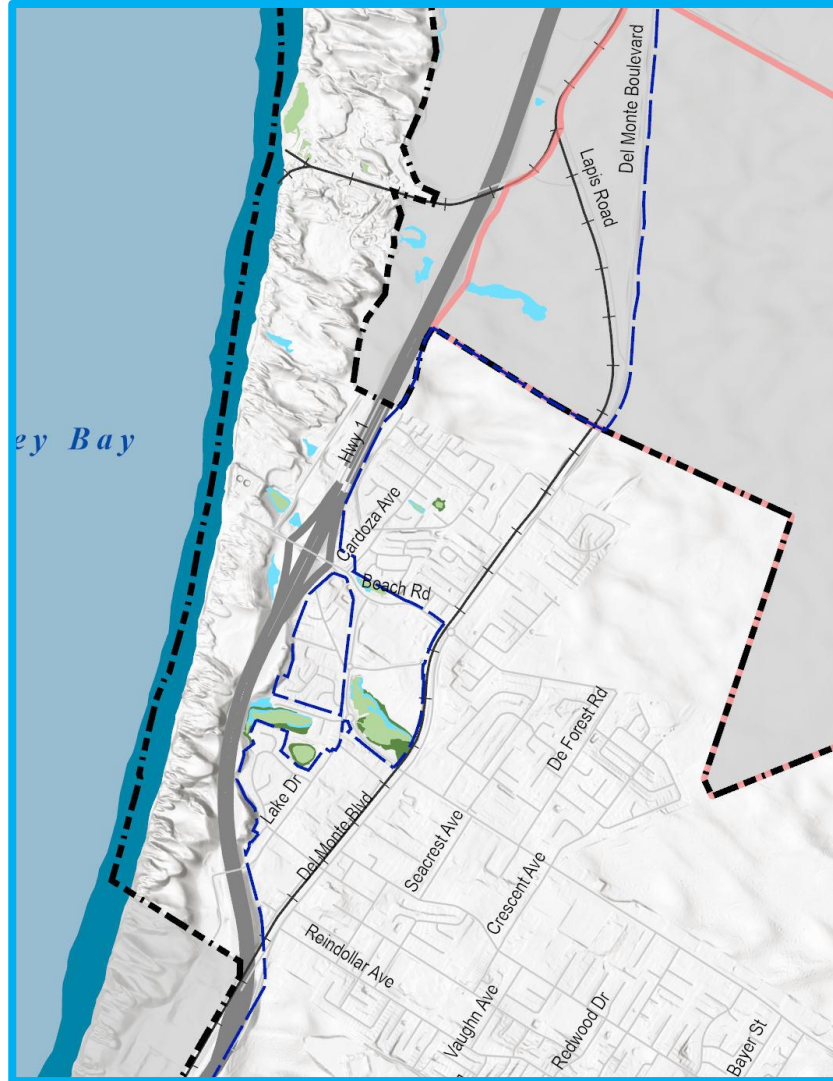 Del Monte Boulevard
Lapis Road
ey Bay
Hwy 1
Cardoza Ave
Beach Rd
De Forest Rd
Lake Dr
Del Monte Blvd
Seacrest Ave
Crescent Ave
Reindollar Ave
Vaughn Ave
Redwood Dr
Bayer St